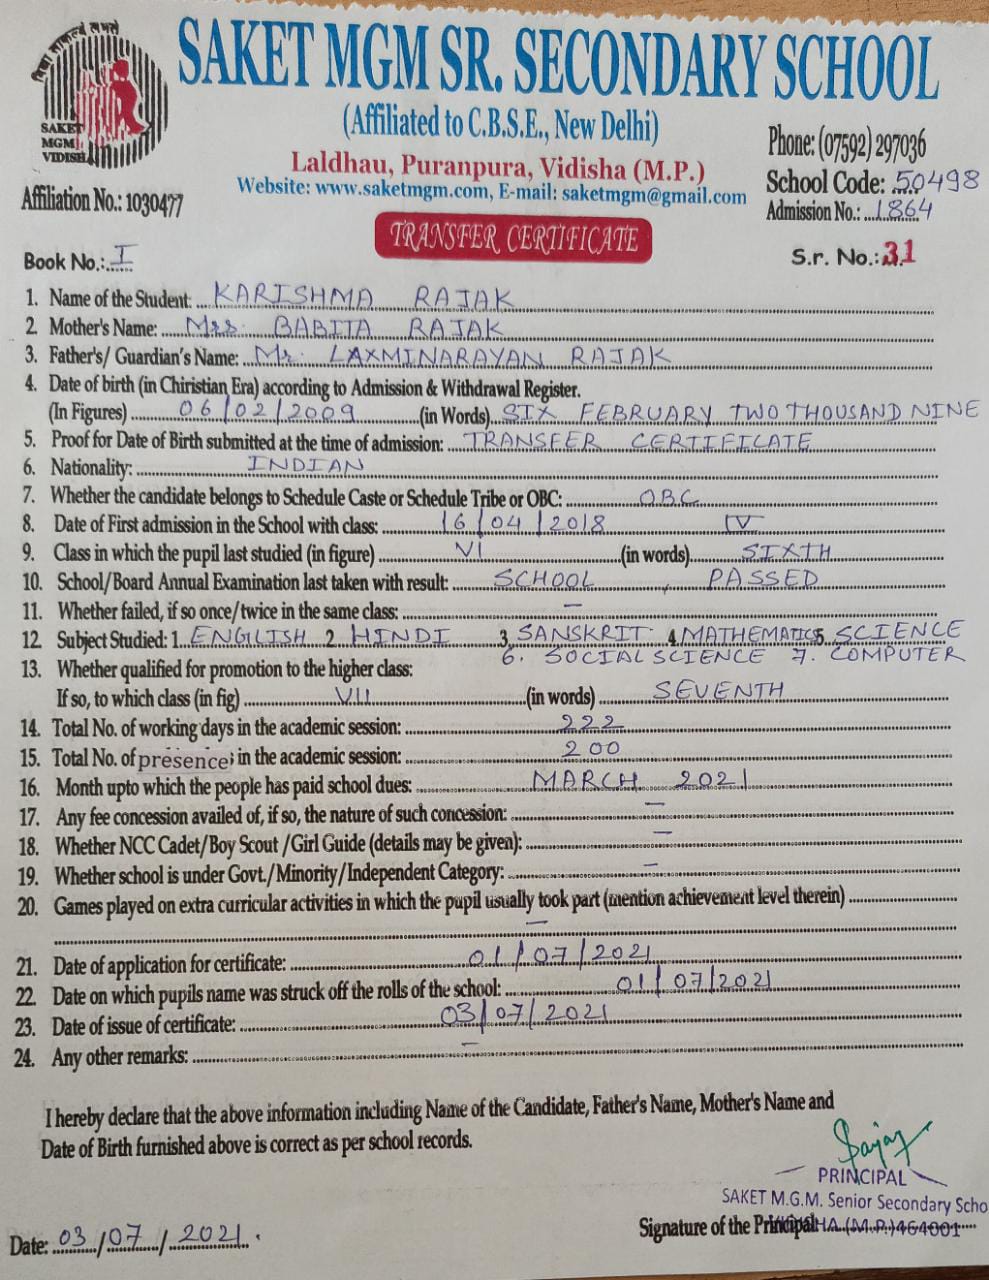 विद्या ददाति
SAKET
MGM
VIDISHA
SAKET MGM SR. SECONDARY SCHOOL
(Affiliated to C.B.S.E., New Delhi)
Laldhau, Puranpura, Vidisha (M.P.)
Website: www.saketmgm.com, E-mail: saketmgm@gmail.com
Phone: (07592) 297036
School Code: 50498
Admission No.: 1864
Affiliation No.: 1030477
TRANSFER CERTIFICATE
Book No.: I
S.r. No.: 31
1. Name of the Student: KARISHMA RAJAK
2. Mother's Name: Mrs. BABITA RAJAK
3. Father's/ Guardian's Name: Mr. LAXMINARAYAN RAJAK
4. Date of birth (in Chiristian Era) according to Admission & Withdrawal Register.
(In Figures) 06/02/2009 (in Words) SIX FEBRUARY TWO THOUSAND NINE
5. Proof for Date of Birth submitted at the time of admission: TRANSFER CERTIFICATE
6. Nationality: INDIAN
7. Whether the candidate belongs to Schedule Caste or Schedule Tribe or OBC: OBC
8. Date of First admission in the School with class: 16/04/2018 IV
9. Class in which the pupil last studied (in figure) VI (in words) SIXTH
10. School/Board Annual Examination last taken with result: SCHOOL, PASSED
11. Whether failed, if so once/twice in the same class: –
12. Subject Studied: 1. ENGLISH 2. HINDI 3. SANSKRIT 4. MATHEMATICS 5. SCIENCE
6. SOCIAL SCIENCE 7. COMPUTER
13. Whether qualified for promotion to the higher class:
If so, to which class (in fig) VII (in words) SEVENTH
14. Total No. of working days in the academic session: 222
15. Total No. of presence in the academic session: 200
16. Month upto which the people has paid school dues: MARCH 2021
17. Any fee concession availed of, if so, the nature of such concession: –
18. Whether NCC Cadet/Boy Scout /Girl Guide (details may be given): –
19. Whether school is under Govt./Minority/Independent Category: –
20. Games played on extra curricular activities in which the pupil usually took part (mention achievement level therein)
–
21. Date of application for certificate: 01/07/2021
22. Date on which pupils name was struck off the rolls of the school: 01/07/2021
23. Date of issue of certificate: 03/07/2021
24. Any other remarks: –
I hereby declare that the above information including Name of the Candidate, Father's Name, Mother's Name and
Date of Birth furnished above is correct as per school records.
PRINCIPAL
SAKET M.G.M. Senior Secondary Scho
Signature of the Principal (M.P.) 464001
Date: 03/07/2021.